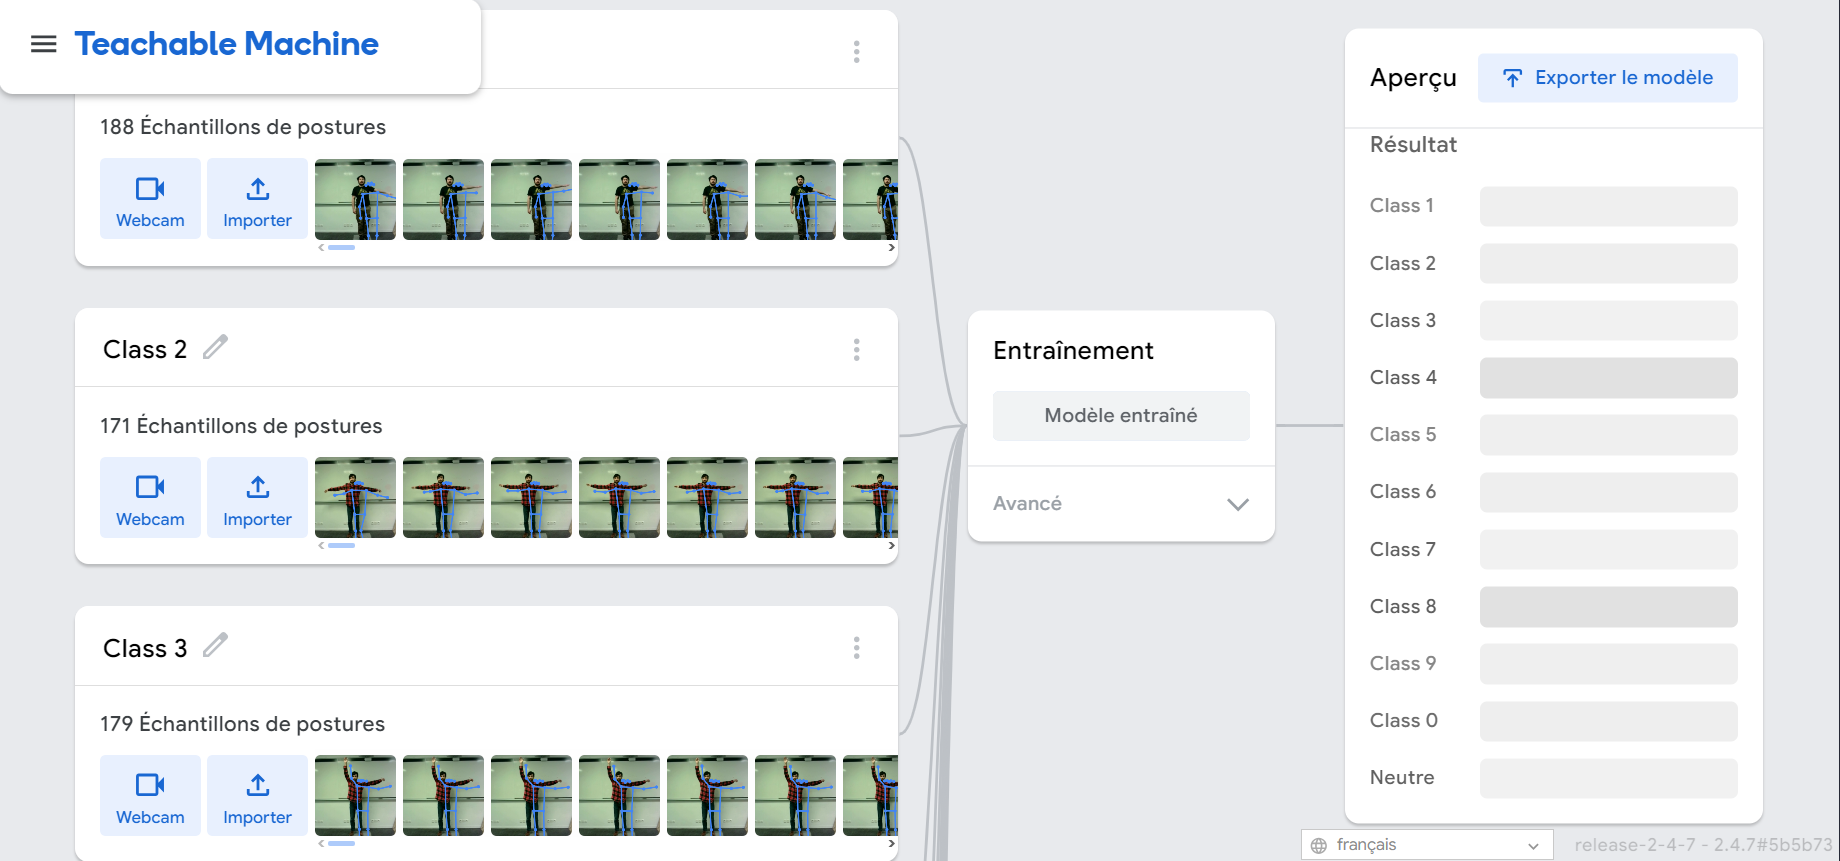 Teachable Machine
188 Échantillons de postures
Webcam
Importer
Class 2
171 Échantillons de postures
Webcam
Importer
Class 3
179 Échantillons de postures
Webcam
Importer
Entraînement
Modèle entraîné
Avancé
Aperçu
Exporter le modèle
Résultat
Class 1
Class 2
Class 3
Class 4
Class 5
Class 6
Class 7
Class 8
Class 9
Class 0
Neutre
français
release-2-4-7 - 2.4.7#5b5b73